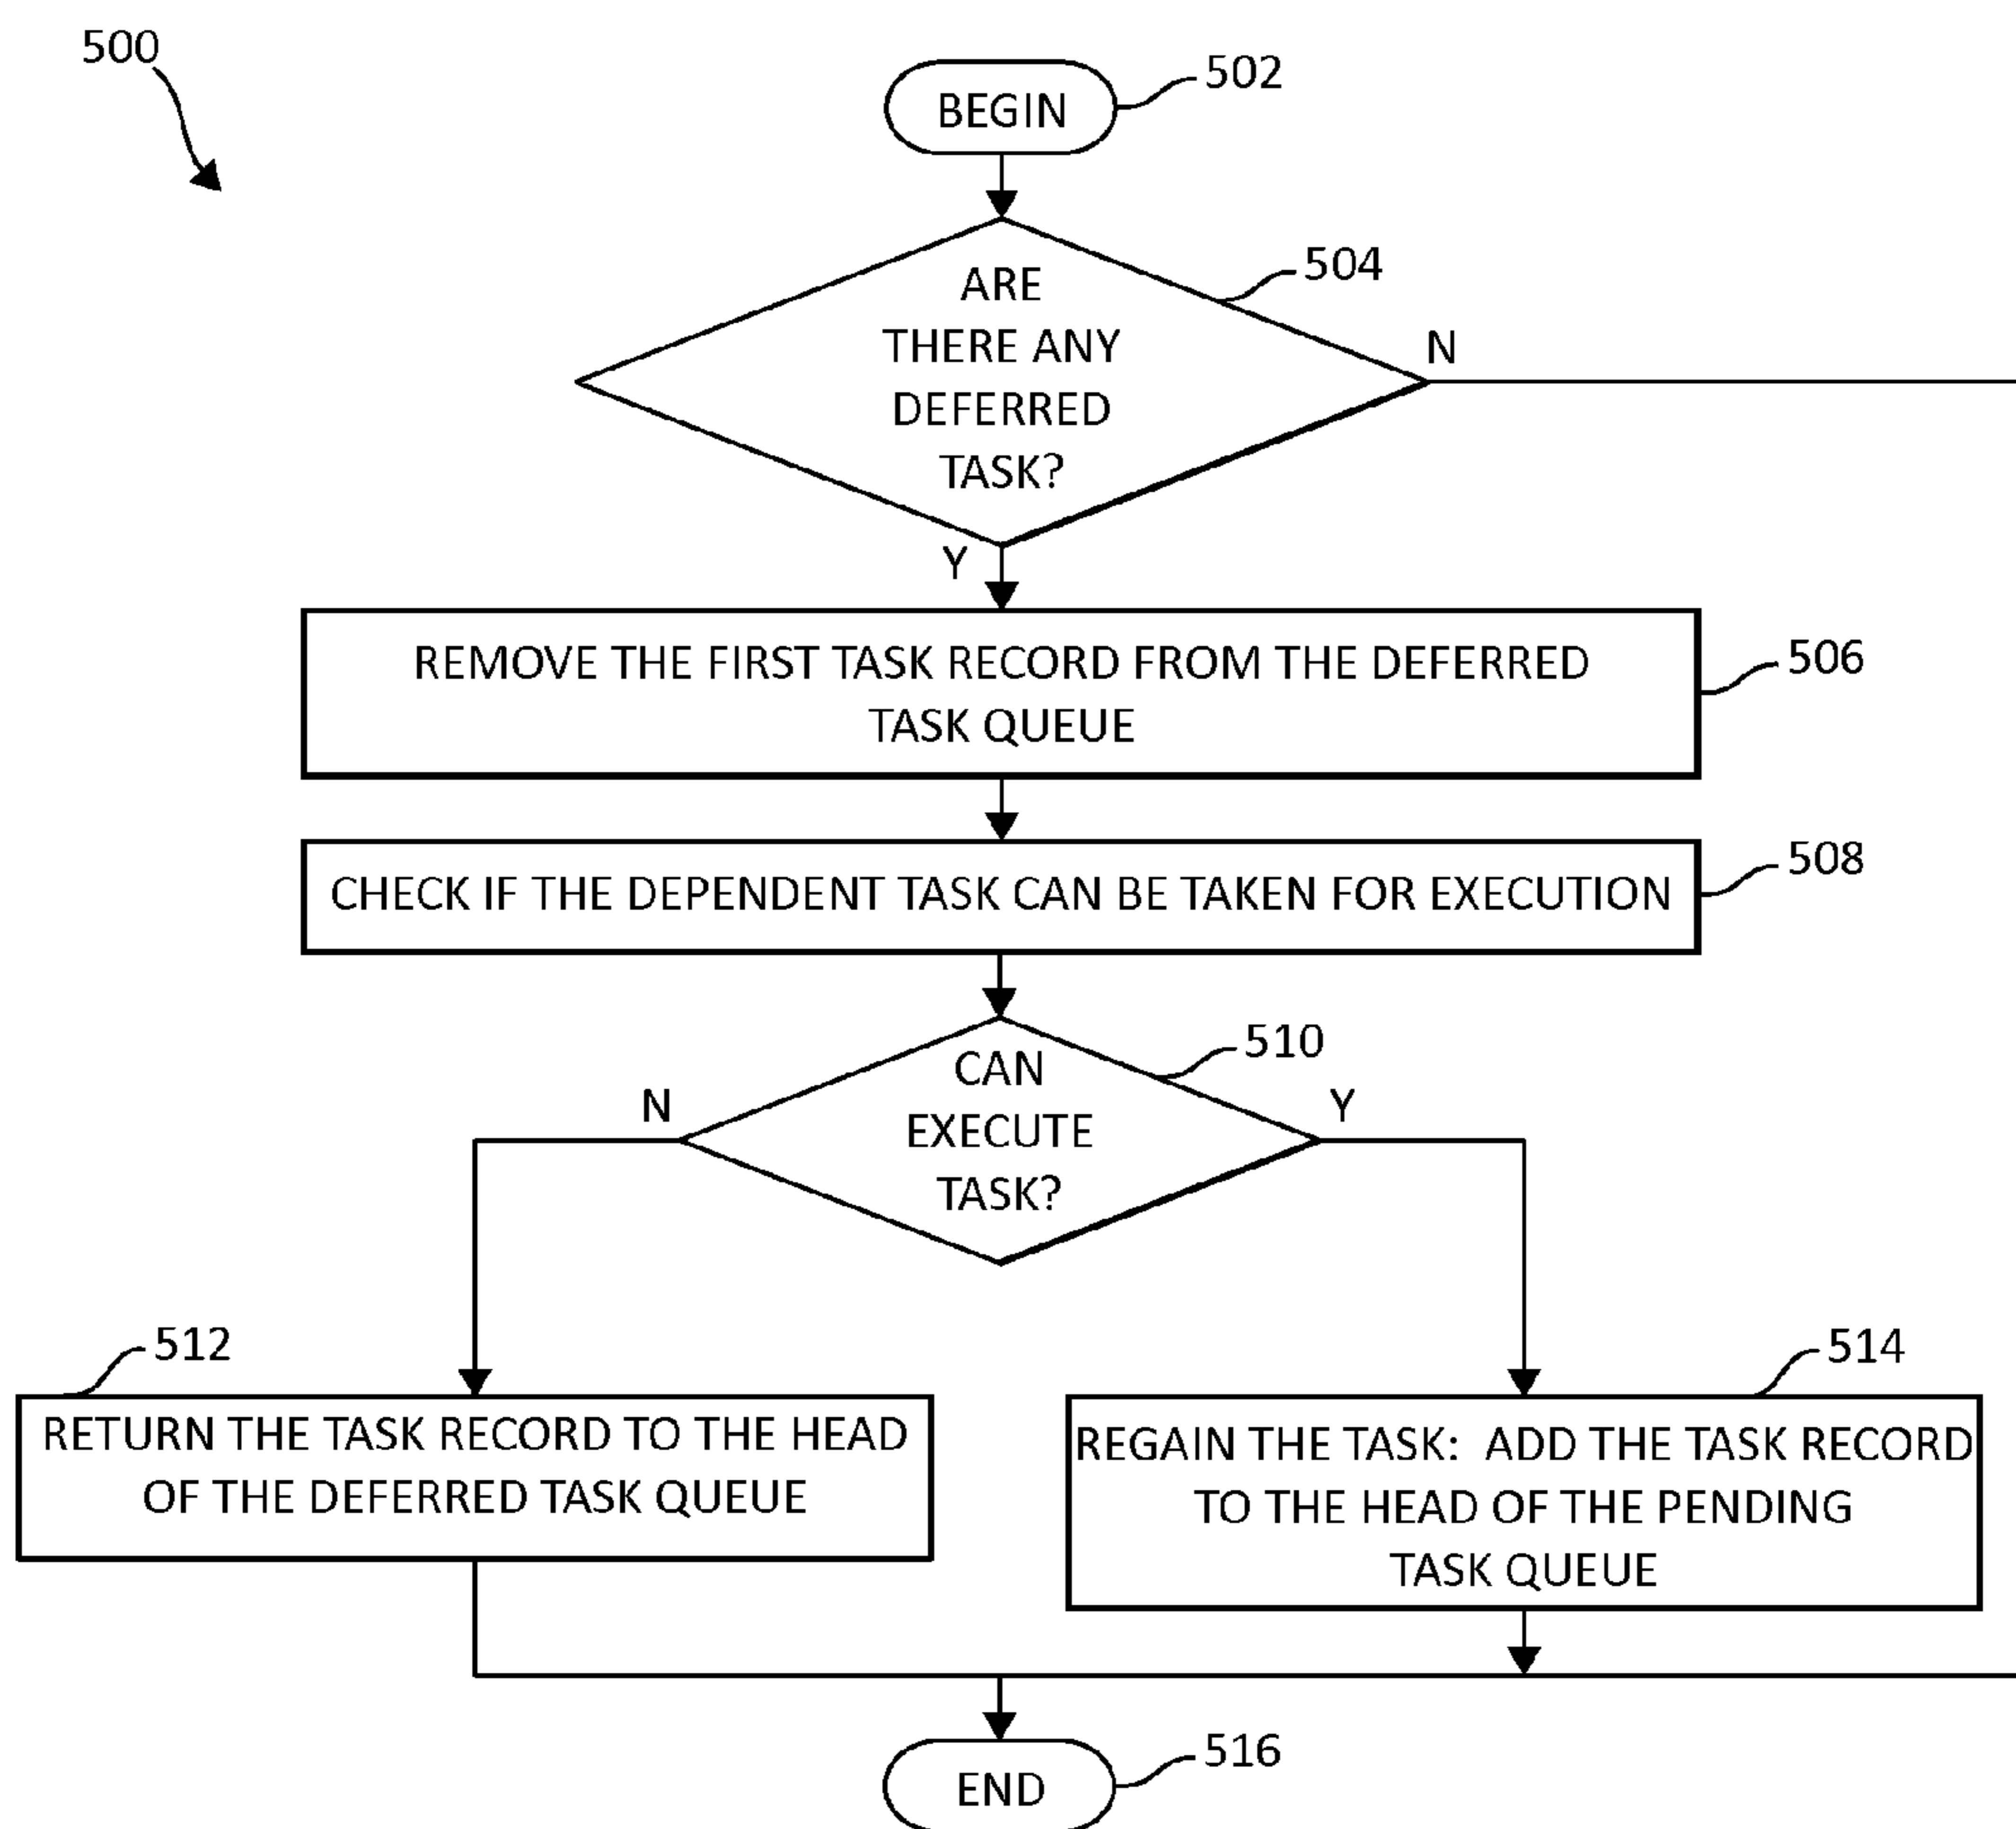 500
BEGIN
502
ARE
THERE ANY
DEFERRED
TASK?
504
N
Y
REMOVE THE FIRST TASK RECORD FROM THE DEFERRED
TASK QUEUE
506
CHECK IF THE DEPENDENT TASK CAN BE TAKEN FOR EXECUTION
508
CAN
EXECUTE
TASK?
510
N
Y
512
RETURN THE TASK RECORD TO THE HEAD
OF THE DEFERRED TASK QUEUE
514
REGAIN THE TASK: ADD THE TASK RECORD
TO THE HEAD OF THE PENDING
TASK QUEUE
END
516